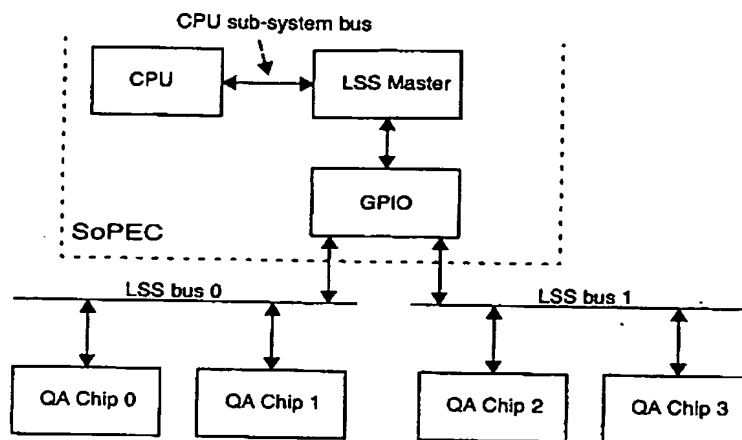 CPU sub-system bus
CPU
LSS Master
GPIO
SoPEC
LSS bus 0
LSS bus 1
QA Chip 0
QA Chip 1
QA Chip 2
QA Chip 3